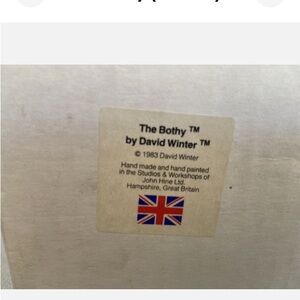 The Bothy ™
by David Winter ™
© 1983 David Winter
Hand made and hand painted
in the Studios & Workshops of
John Hine Ltd.
Hampshire, Great Britain